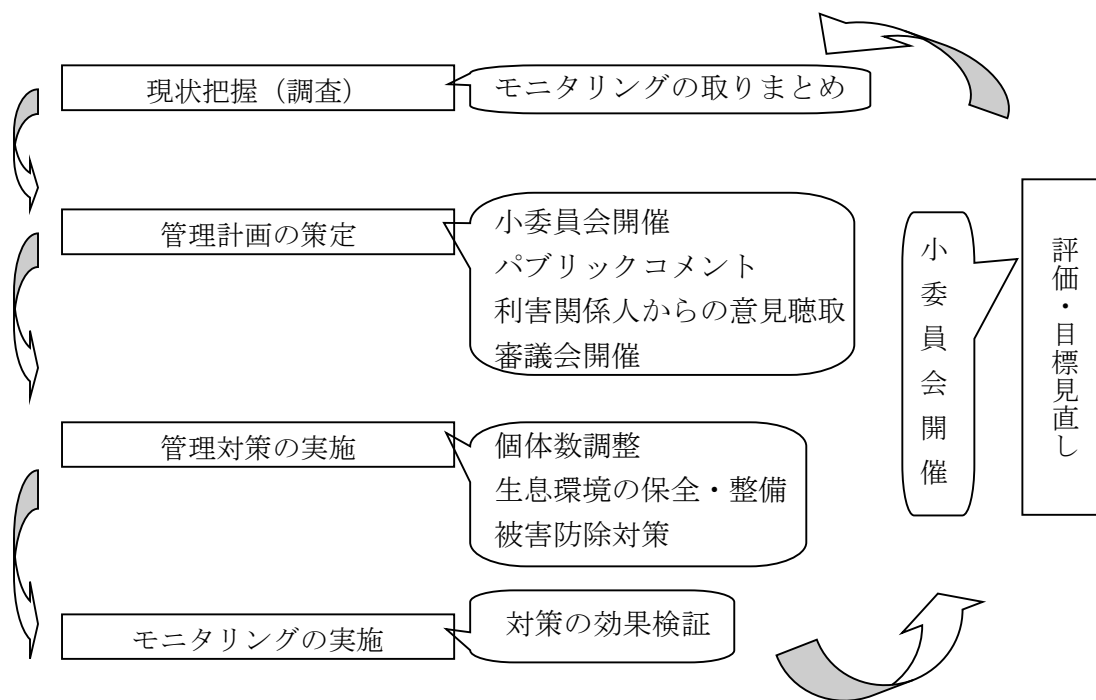 現状把握（調査）
モニタリングの取りまとめ
管理計画の策定
小委員会開催
パブリックコメント
利害関係人からの意見聴取
審議会開催
管理対策の実施
個体数調整
生息環境の保全・整備
被害防除対策
モニタリングの実施
対策の効果検証
小委員会開催
評価・目標見直し